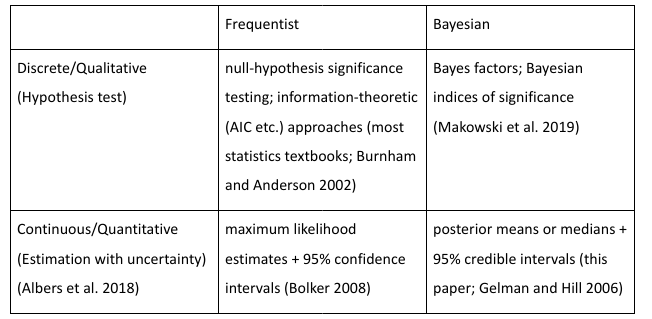 Frequentist
Bayesian
Discrete/Qualitative
(Hypothesis test)
null-hypothesis significance
testing; information-theoretic
(AIC etc.) approaches (most
statistics textbooks; Burnham
and Anderson 2002)
Bayes factors; Bayesian
indices of significance
(Makowski et al. 2019)
Continuous/Quantitative
(Estimation with uncertainty)
(Albers et al. 2018)
maximum likelihood
estimates + 95% confidence
intervals (Bolker 2008)
posterior means or medians +
95% credible intervals (this
paper; Gelman and Hill 2006)